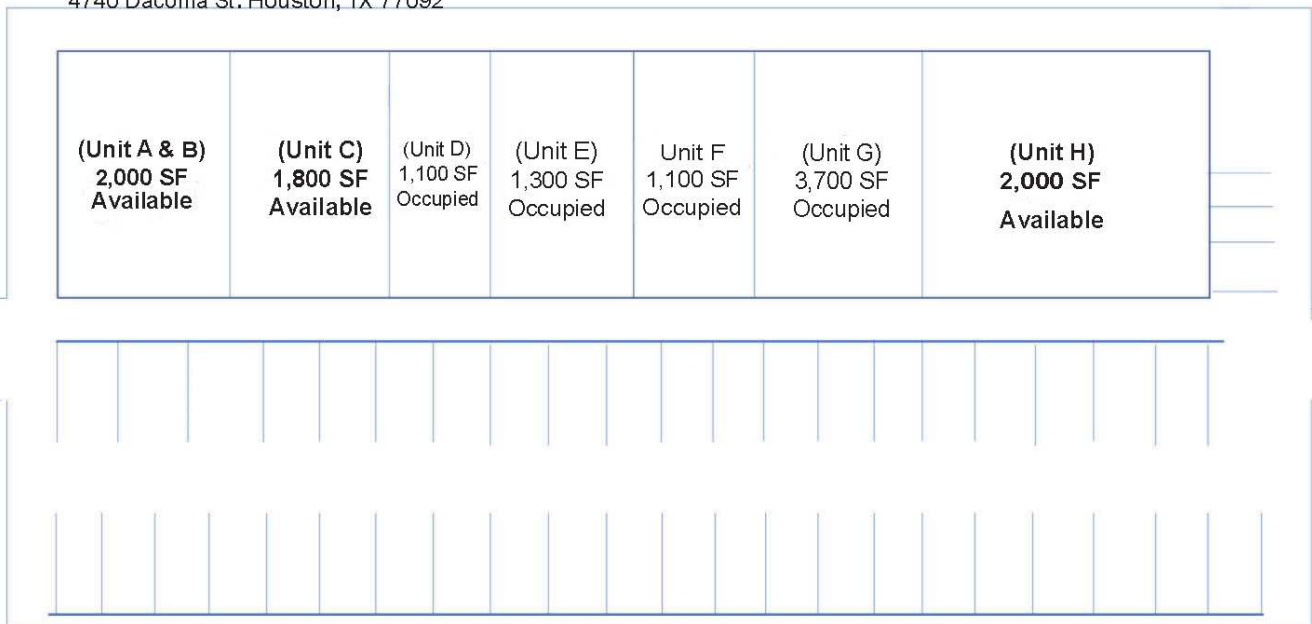 4740 Dacoma St. Houston, TX 77092
(Unit A & B)
2,000 SF
Available
(Unit C)
1,800 SF
Available
(Unit D)
1,100 SF
Occupied
(Unit E)
1,300 SF
Occupied
Unit F
1,100 SF
Occupied
(Unit G)
3,700 SF
Occupied
(Unit H)
2,000 SF
Available